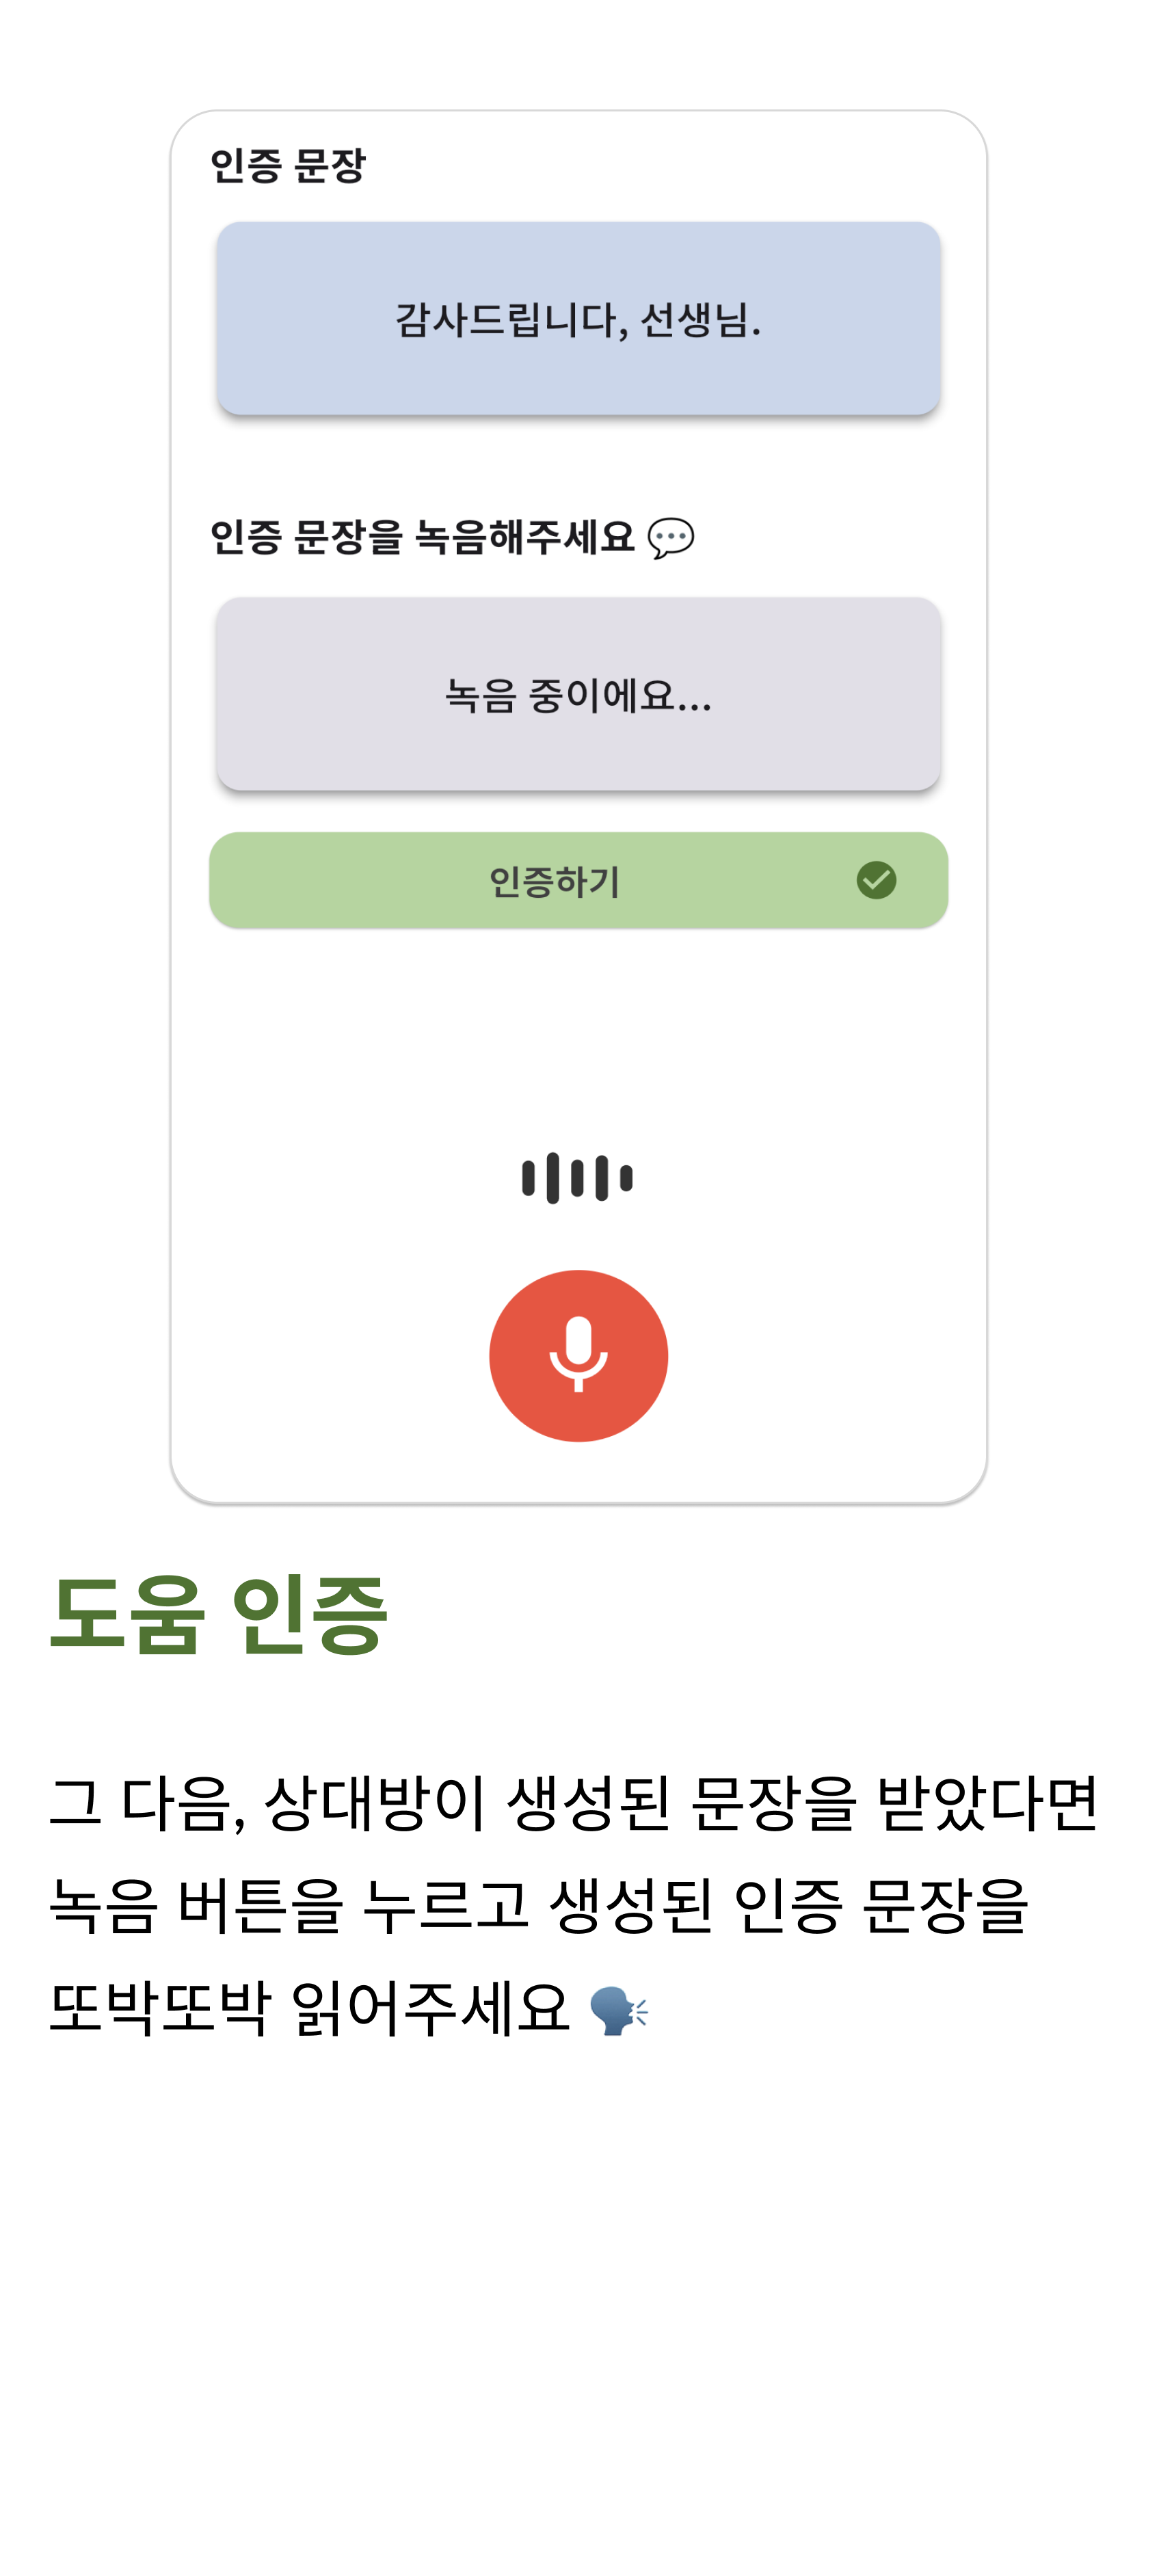 인증 문장
감사드립니다, 선생님.
인증 문장을 녹음해주세요 💬
녹음 중이에요...
인증하기
도움 인증
그 다음, 상대방이 생성된 문장을 받았다면
녹음 버튼을 누르고 생성된 인증 문장을
또박또박 읽어주세요 🗣️